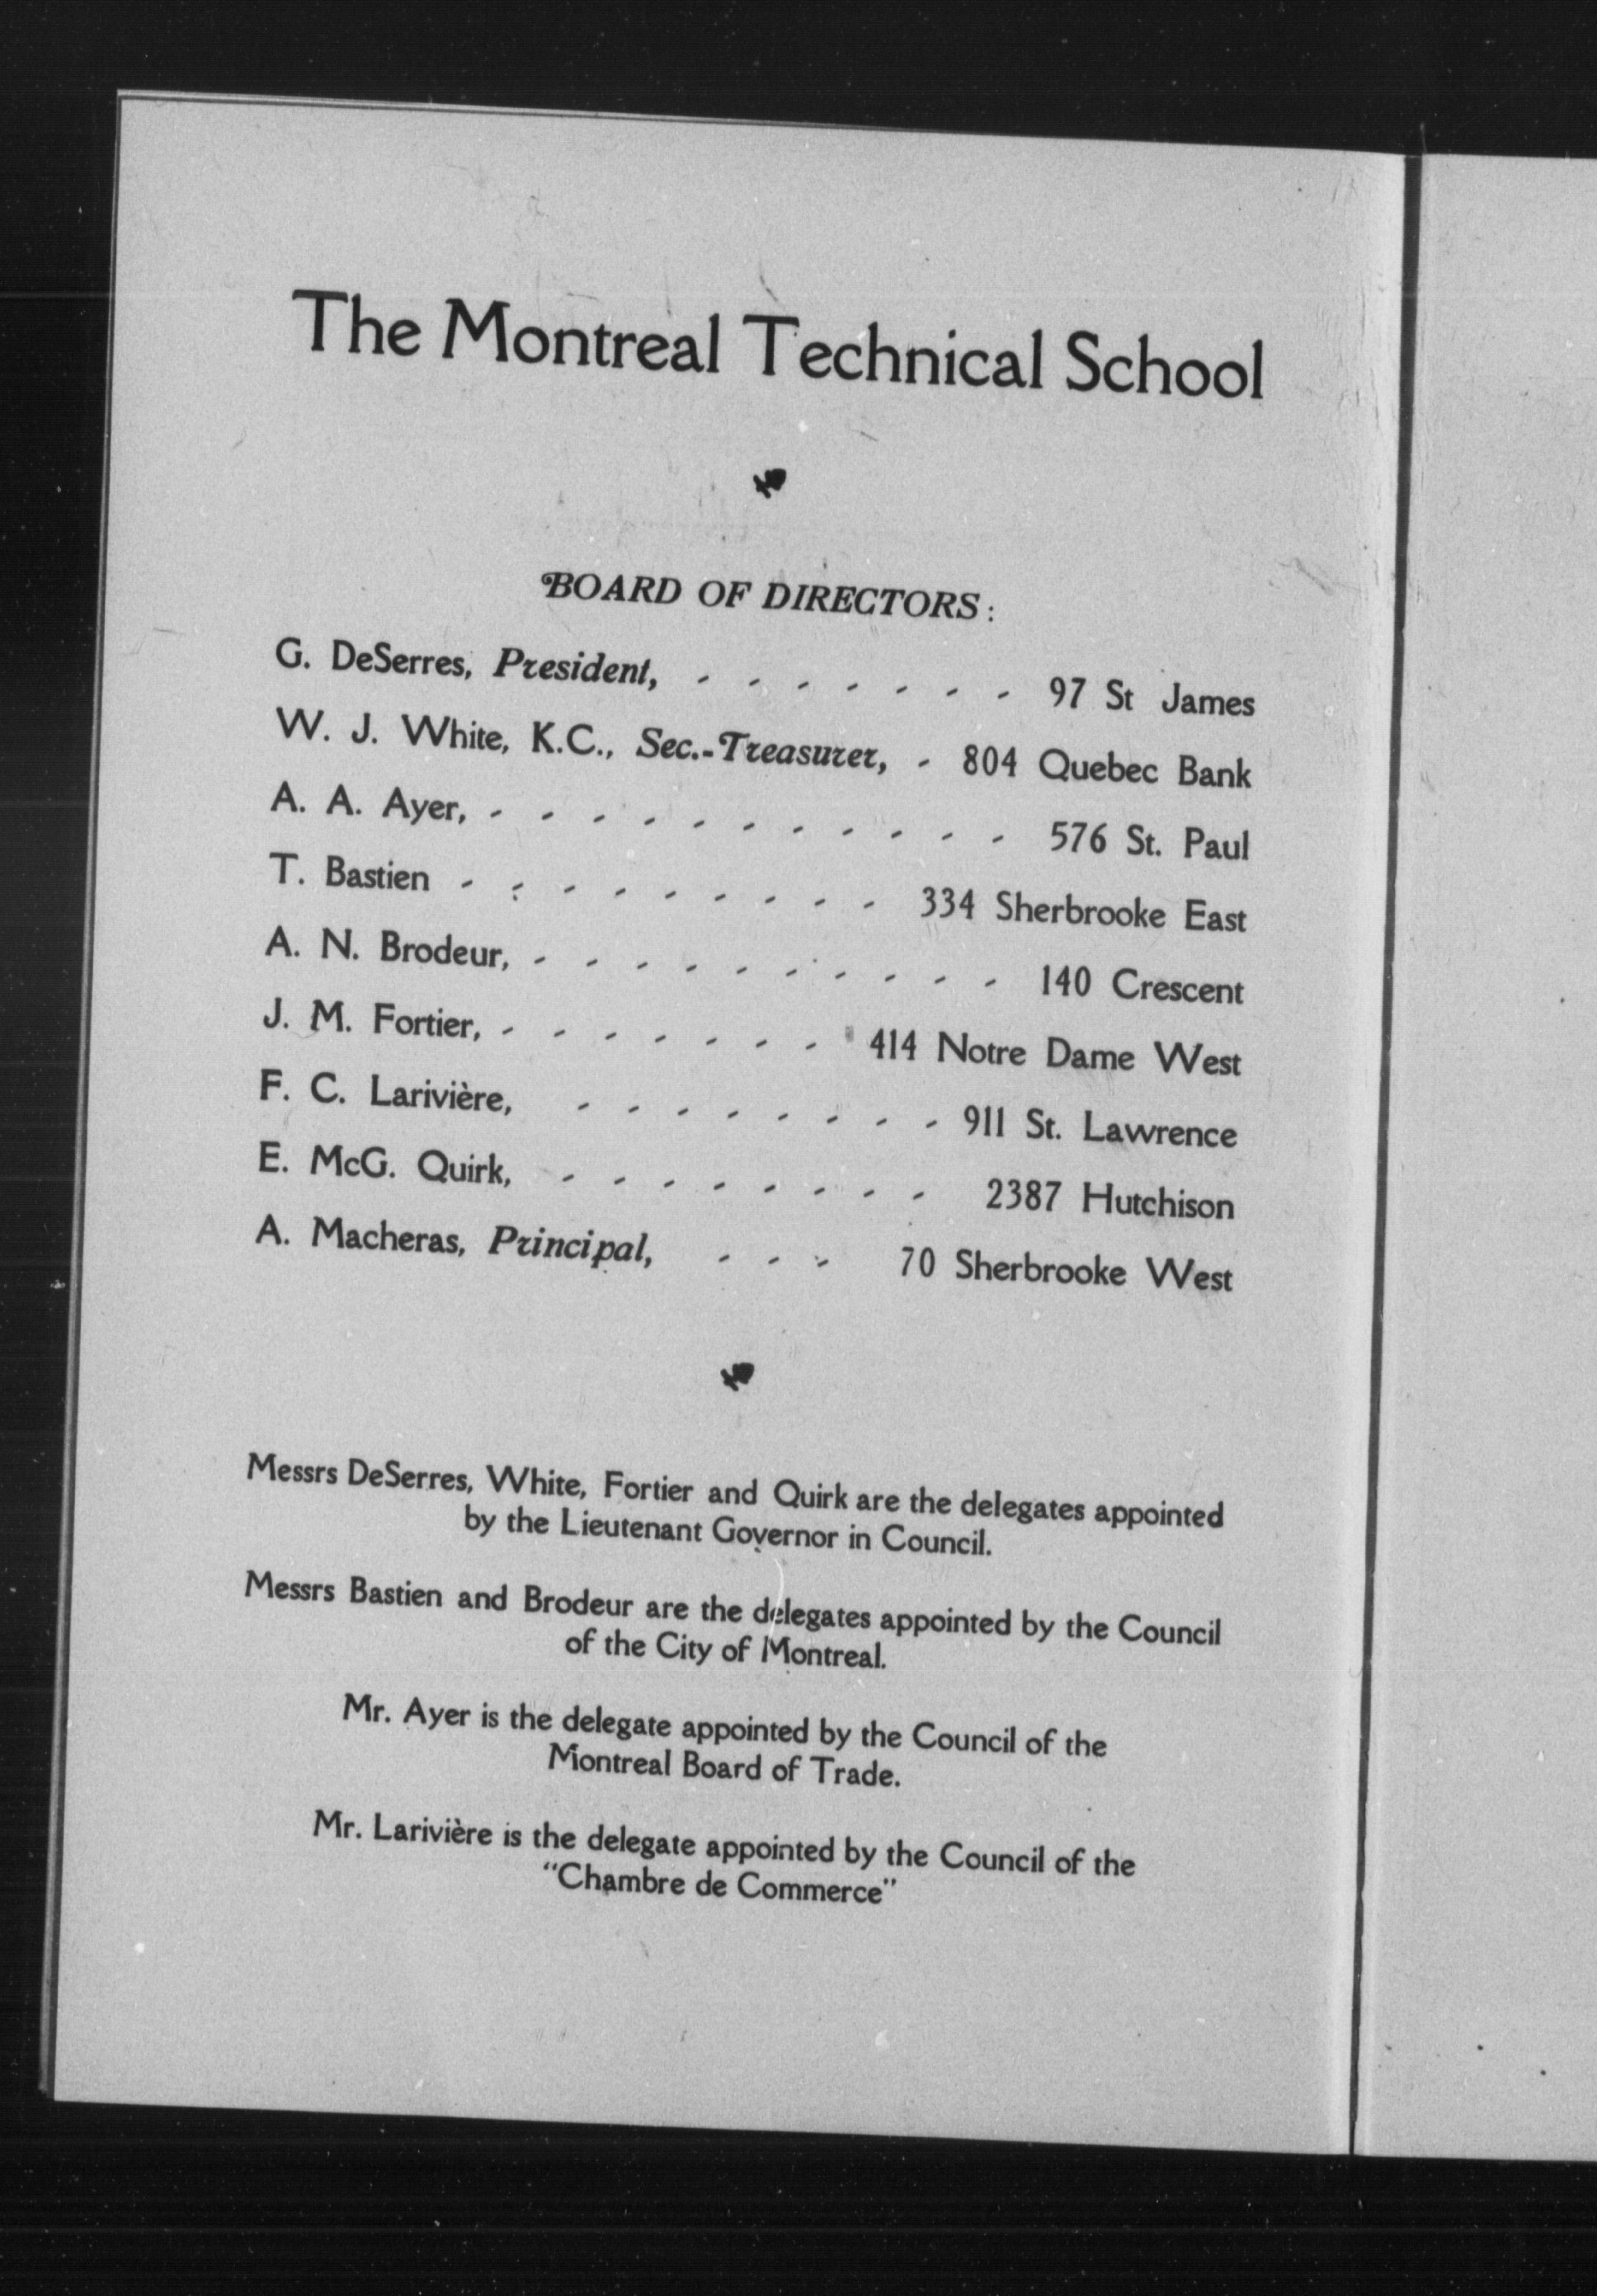 The Montreal Technical School
BOARD OF DIRECTORS:
G. DeSerres, President, - - - - - - - 97 St James
W. J. White, K.C., Sec.-Treasurer, - 804 Quebec Bank
A. A. Ayer, - - - - - - - - - - - 576 St. Paul
T. Bastien - - - - - - - - - 334 Sherbrooke East
A. N. Brodeur, - - - - - - - - - - 140 Crescent
J. M. Fortier, - - - - - - - 414 Notre Dame West
F. C. Larivière, - - - - - - - - 911 St. Lawrence
E. McG. Quirk, - - - - - - - - 2387 Hutchison
A. Macheras, Principal, - - - 70 Sherbrooke West
Messrs DeSerres, White, Fortier and Quirk are the delegates appointed
by the Lieutenant Governor in Council.
Messrs Bastien and Brodeur are the delegates appointed by the Council
of the City of Montreal.
Mr. Ayer is the delegate appointed by the Council of the
Montreal Board of Trade.
Mr. Larivière is the delegate appointed by the Council of the
"Chambre de Commerce"